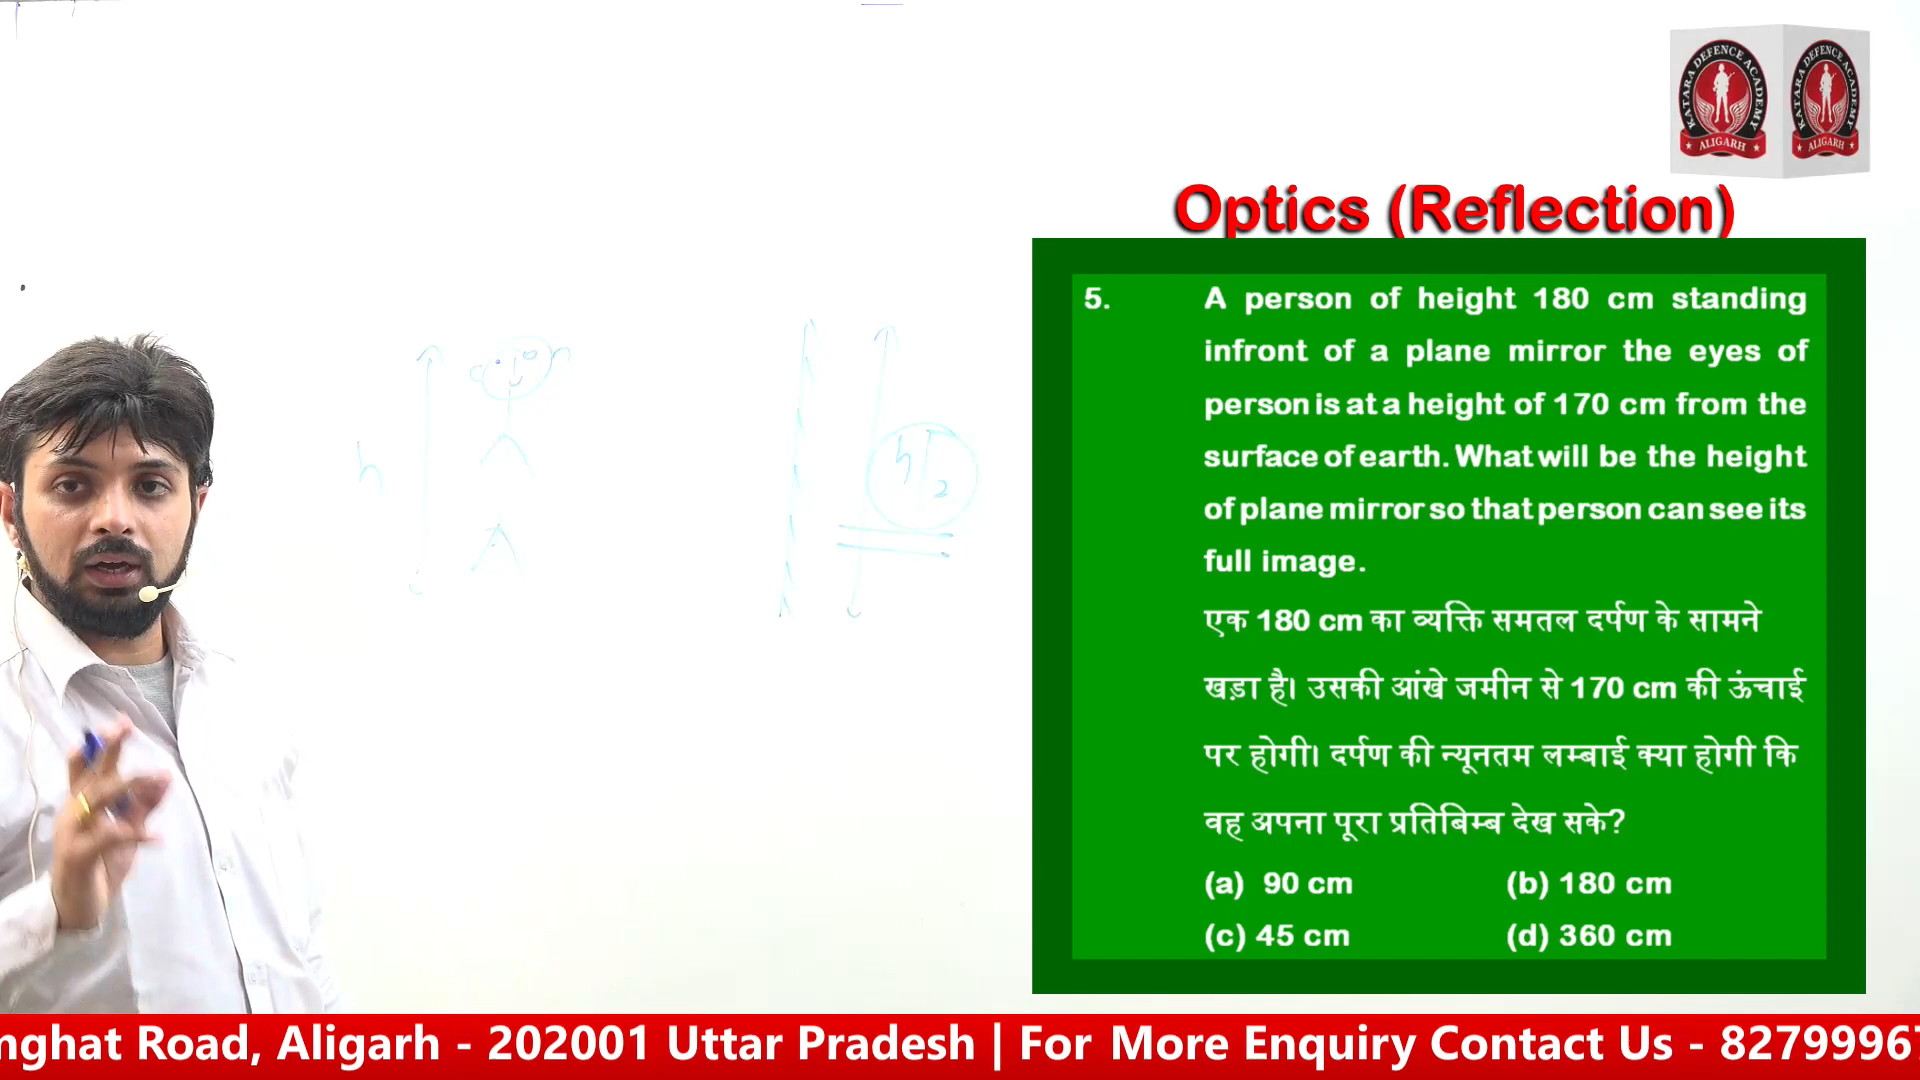 KATARA DEFENCE ACADEMY
ALIGARH
KATARA DEFENCE ACADEMY
ALIGARH
Optics (Reflection)
5. A person of height 180 cm standing
infront of a plane mirror the eyes of
person is at a height of 170 cm from the
surface of earth. What will be the height
of plane mirror so that person can see its
full image.
एक 180 cm का व्यक्ति समतल दर्पण के सामने
खड़ा है। उसकी आंखे जमीन से 170 cm की ऊंचाई
पर होगी। दर्पण की न्यूनतम लम्बाई क्या होगी कि
वह अपना पूरा प्रतिबिम्ब देख सके?
(a) 90 cm (b) 180 cm
(c) 45 cm (d) 360 cm
h
h/2
nghat Road, Aligarh - 202001 Uttar Pradesh | For More Enquiry Contact Us - 8279996